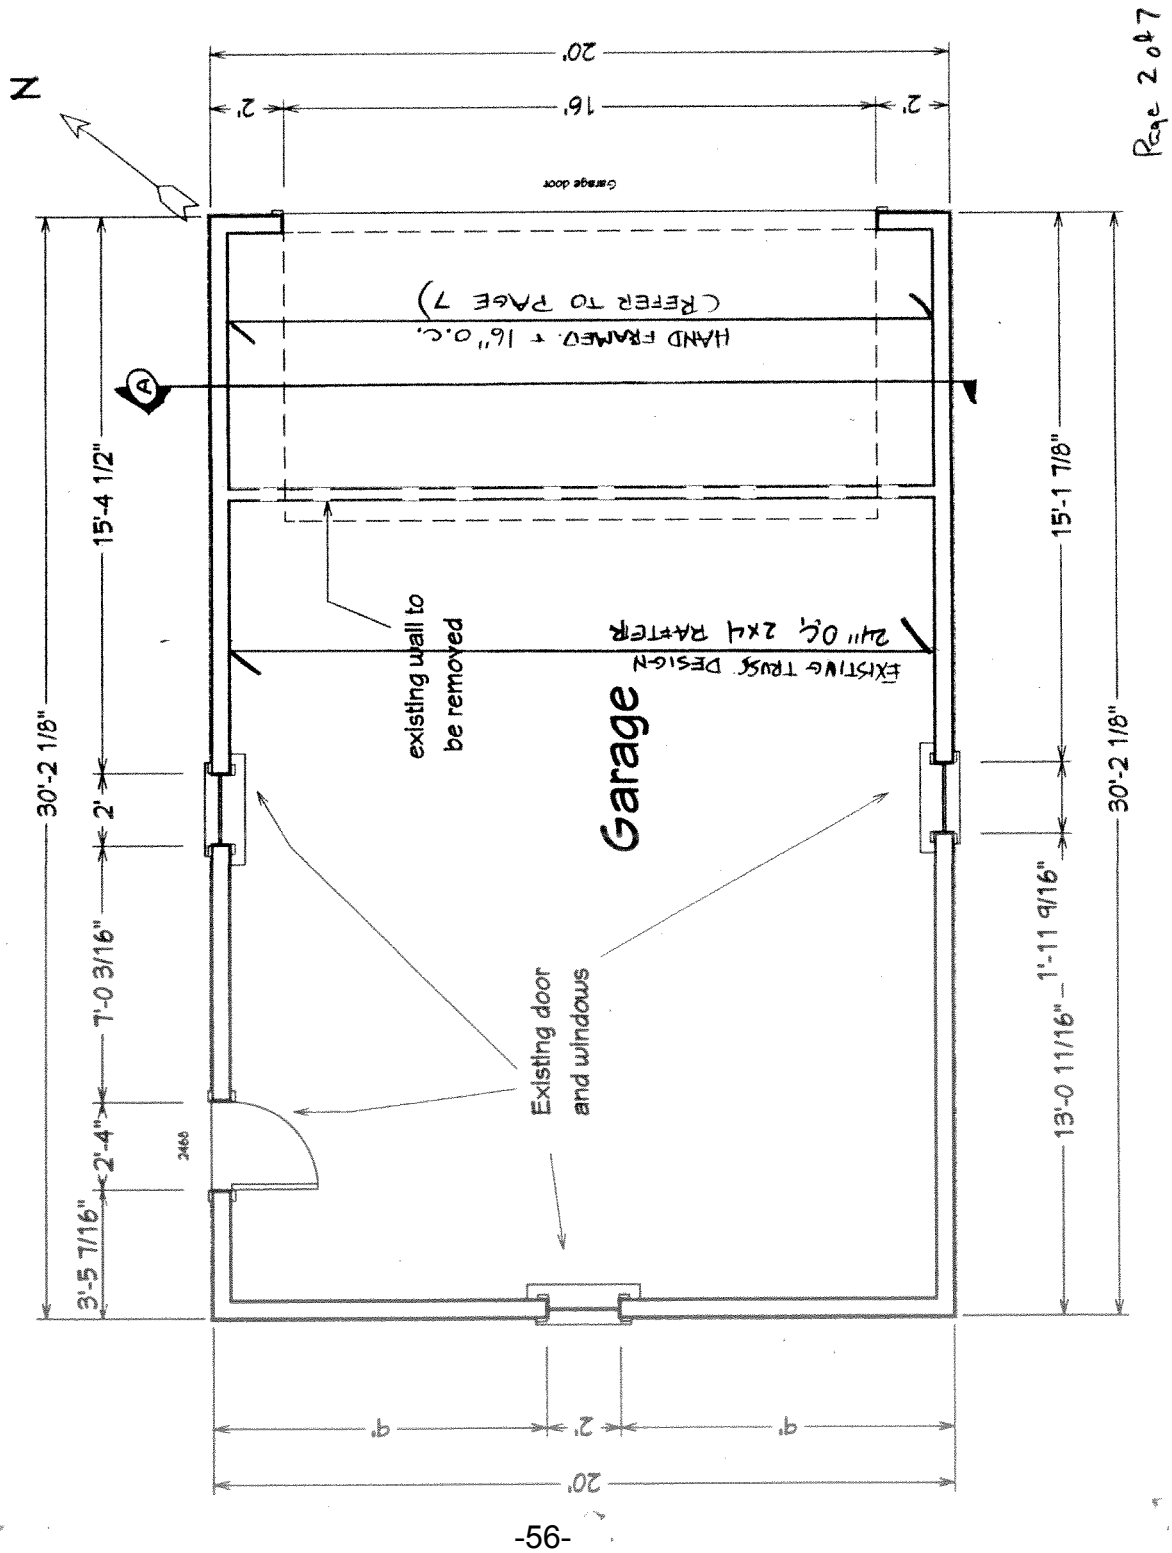 Page 2 of 7
N
20'
2'
16'
2'
Garage door
30'-2 1/8"
15'-4 1/2"
2'
7'-0 3/16"
2'-4"
3'-5 7/16"
2468
A
HAND FRAMED + 16" O.C.
(REFER TO PAGE 7)
existing wall to
be removed
EXISTING TRUSS DESIGN
24" O.C. 2X4 RAFTER
Garage
Existing door
and windows
15'-1 7/8"
1'-11 9/16"
13'-0 11/16"
30'-2 1/8"
9'
2'
9'
20'
-56-